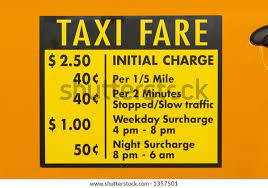 TAXI FARE
$2.50 INITIAL CHARGE
40¢ Per 1/5 Mile
40¢ Per 2 Minutes
Stopped/Slow traffic
$1.00 Weekday Surcharge
4 pm - 8 pm
50¢ Night Surcharge
8 pm - 6 am
shutterstock
www.shutterstock.com · 1357501